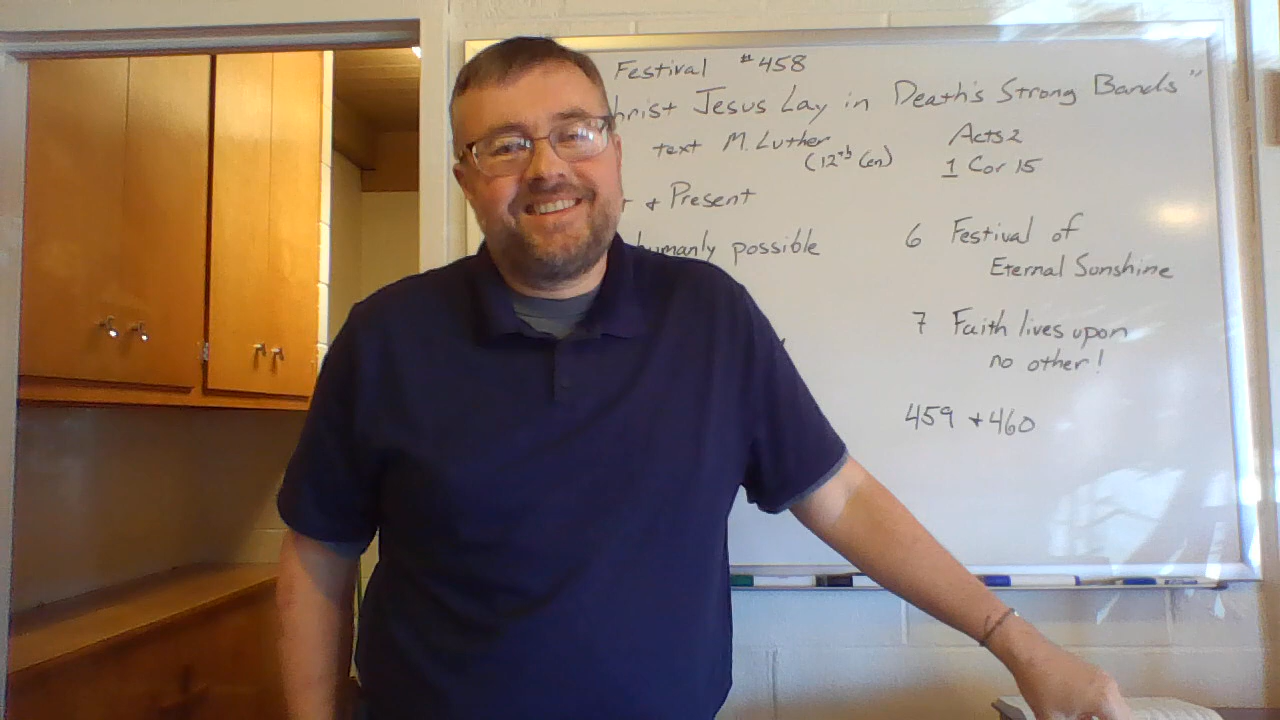 Festival #458
hrist Jesus Lay in Death's Strong Bands"
text M. Luther
(12th Cen)
Acts 2
1 Cor 15
r + Present
humanly possible
6 Festival of
Eternal Sonshine
7 Faith lives upon
no other!
459 + 460